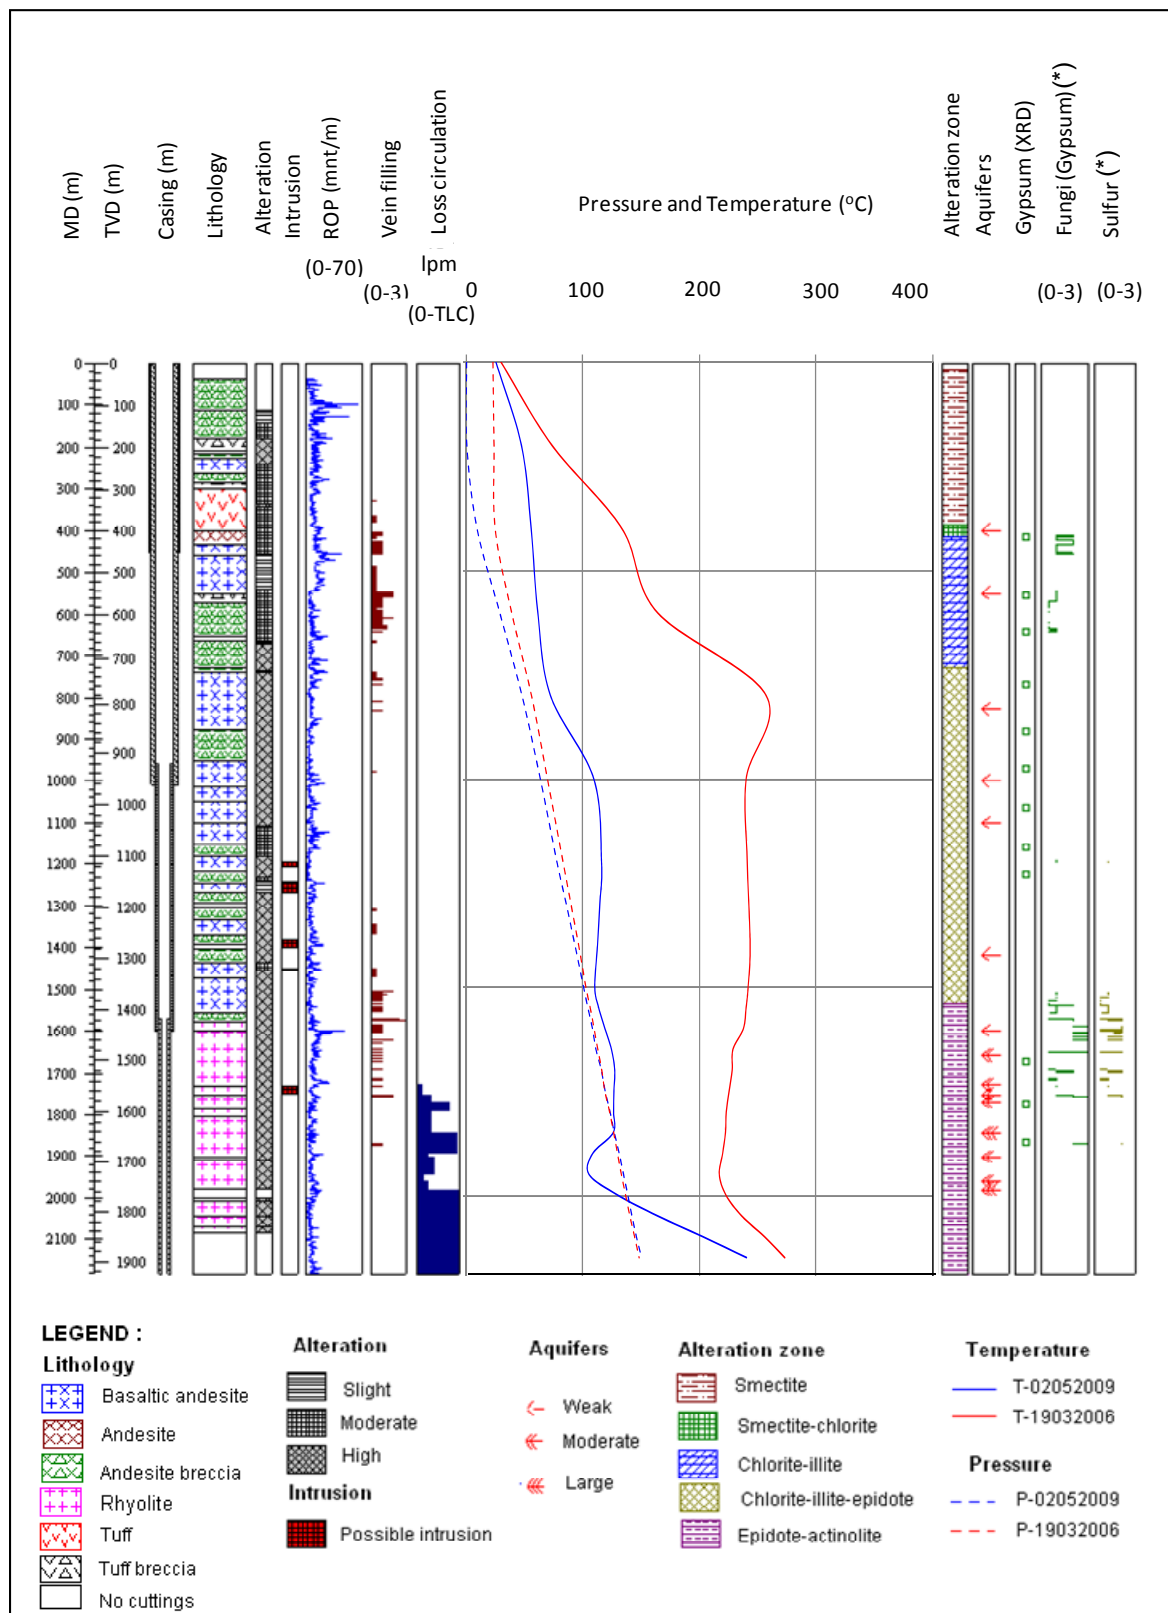 MD (m)
TVD (m)
Casing (m)
Lithology
Alteration
Intrusion
ROP (mnt/m)
Vein filling
Loss circulation
Pressure and Temperature (°C)
Alteration zone
Aquifers
Gypsum (XRD)
Fungi (Gypsum) (*)
Sulfur (*)
(0-70)
(0-3)
lpm
(0-TLC)
0 100 200 300 400
(0-3) (0-3)
0 0
100 100
200 200
300 300
400 400
500 500
600 600
700 700
800 800
900 900
1000 1000
1100 1100
1200 1200
1300 1300
1400 1400
1500 1500
1600 1600
1700 1700
1800 1800
1900 1900
2000
2100
LEGEND :
Lithology
Basaltic andesite
Andesite
Andesite breccia
Rhyolite
Tuff
Tuff breccia
No cuttings
Alteration
Slight
Moderate
High
Intrusion
Possible intrusion
Aquifers
Weak
Moderate
Large
Alteration zone
Smectite
Smectite-chlorite
Chlorite-illite
Chlorite-illite-epidote
Epidote-actinolite
Temperature
T-02052009
T-19032006
Pressure
P-02052009
P-19032006